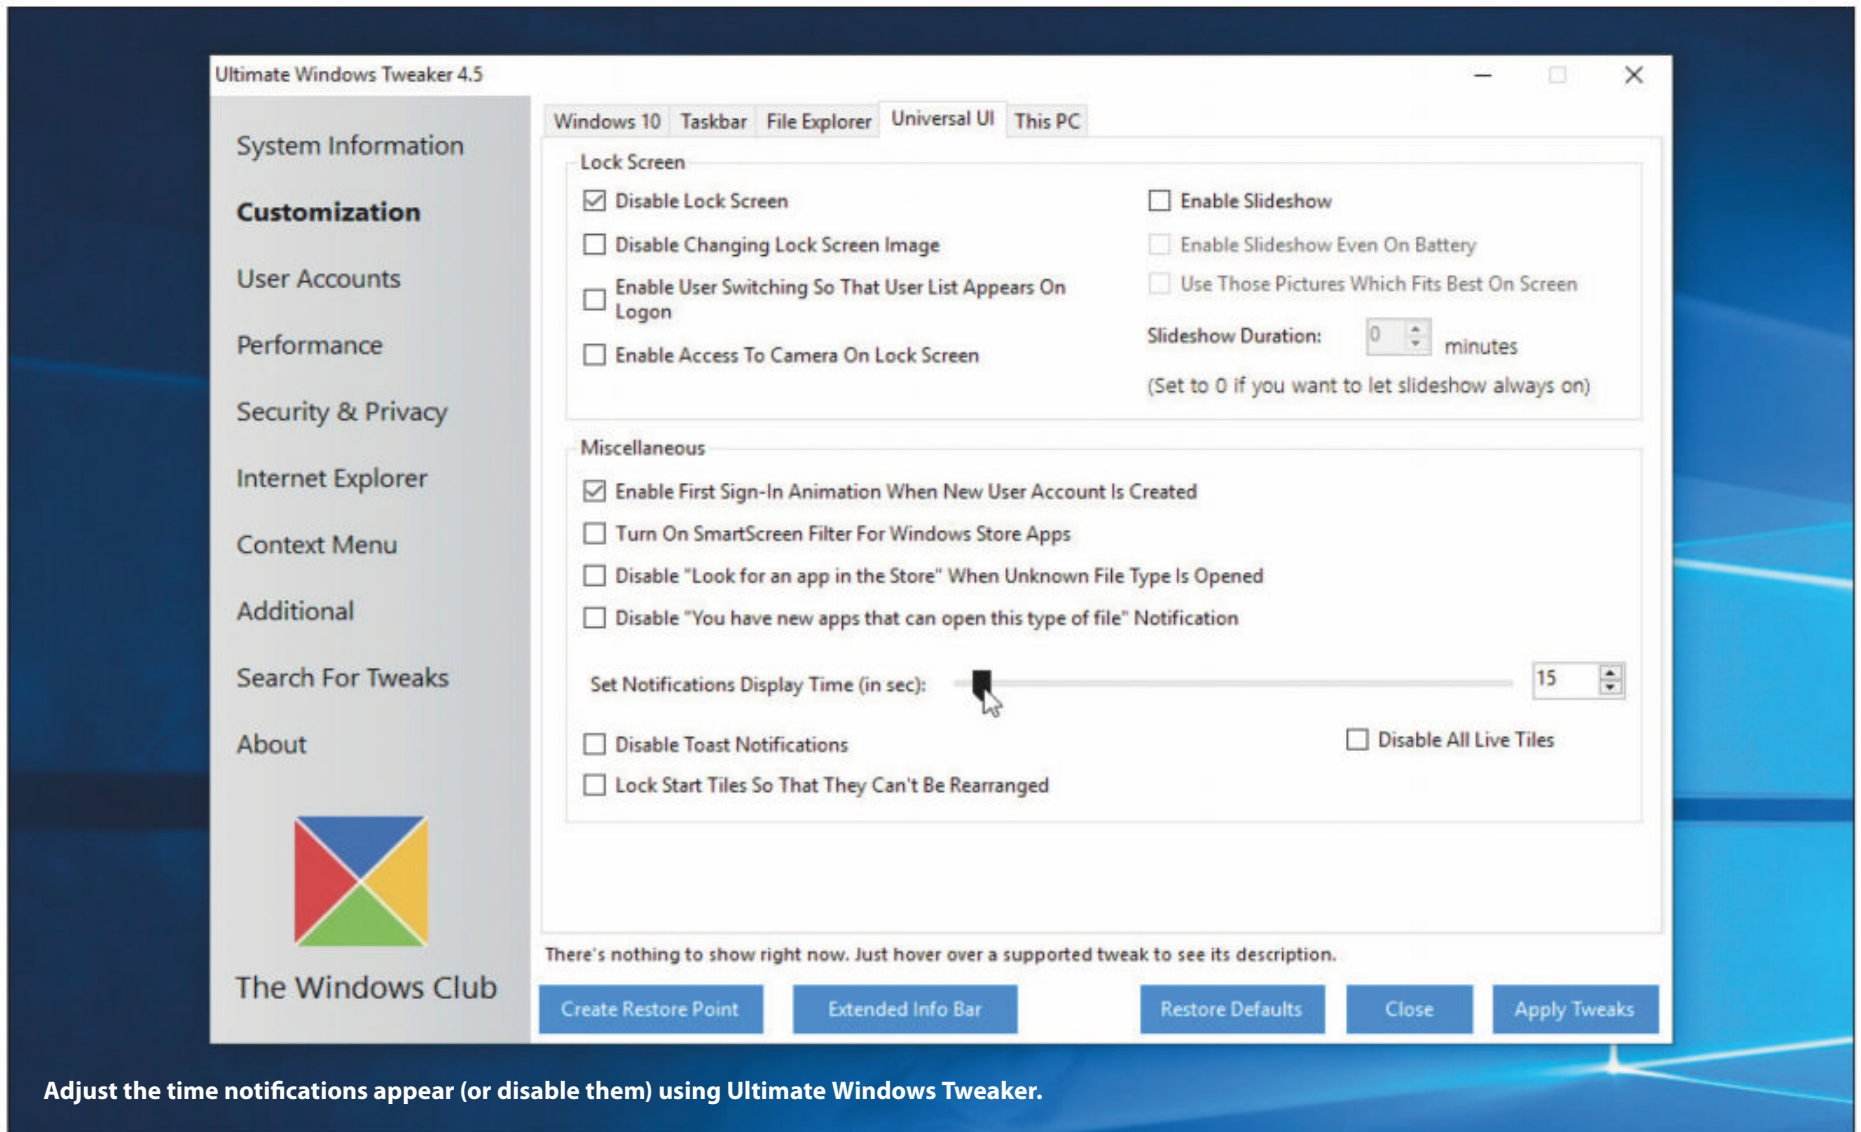 Ultimate Windows Tweaker 4.5
System Information
Customization
User Accounts
Performance
Security & Privacy
Internet Explorer
Context Menu
Additional
Search For Tweaks
About
The Windows Club
Windows 10 Taskbar File Explorer Universal UI This PC
Lock Screen
Disable Lock Screen
Disable Changing Lock Screen Image
Enable User Switching So That User List Appears On
Logon
Enable Access To Camera On Lock Screen
Enable Slideshow
Enable Slideshow Even On Battery
Use Those Pictures Which Fits Best On Screen
Slideshow Duration: 0 minutes
(Set to 0 if you want to let slideshow always on)
Miscellaneous
Enable First Sign-In Animation When New User Account Is Created
Turn On SmartScreen Filter For Windows Store Apps
Disable "Look for an app in the Store" When Unknown File Type Is Opened
Disable "You have new apps that can open this type of file" Notification
Set Notifications Display Time (in sec): 15
Disable Toast Notifications
Disable All Live Tiles
Lock Start Tiles So That They Can't Be Rearranged
There's nothing to show right now. Just hover over a supported tweak to see its description.
Create Restore Point Extended Info Bar Restore Defaults Close Apply Tweaks
Adjust the time notifications appear (or disable them) using Ultimate Windows Tweaker.